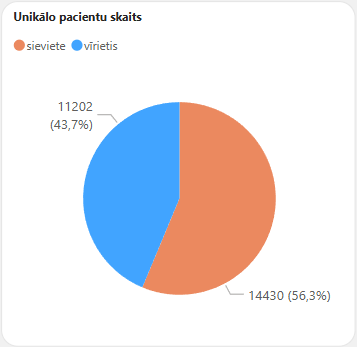 Unikālo pacientu skaits
sieviete vīrietis
11202
(43,7%)
14430 (56,3%)